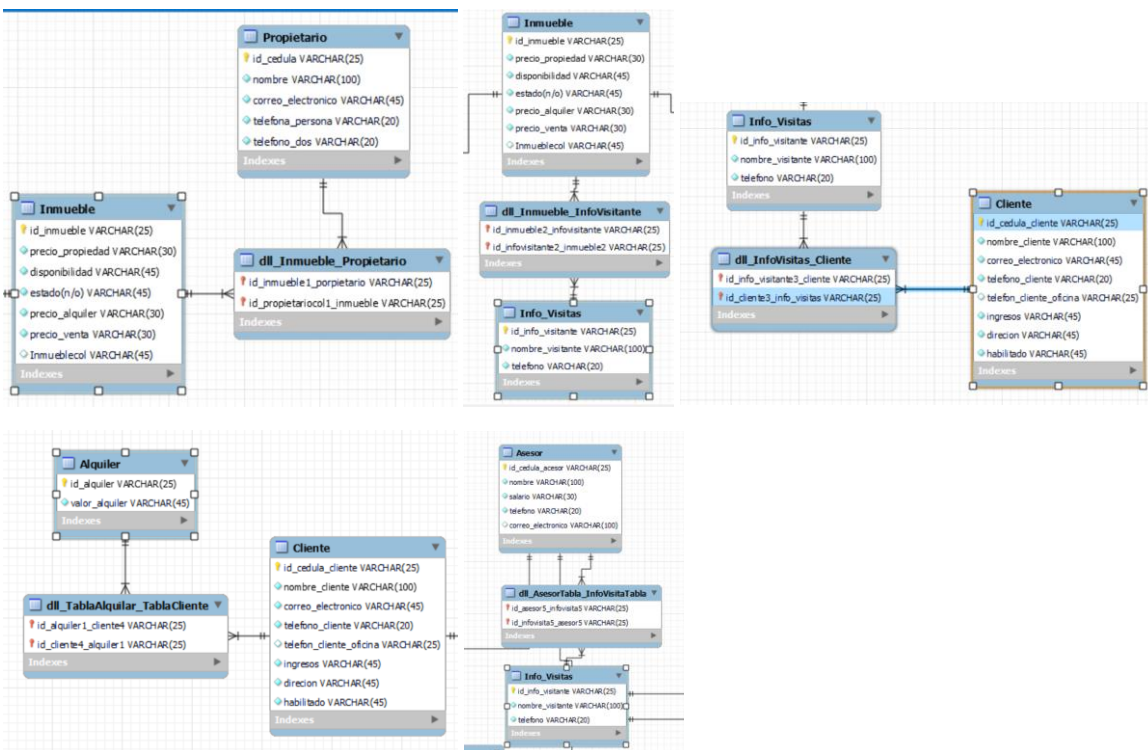 Propietario
id_cedula VARCHAR(25)
nombre VARCHAR(100)
correo_electronico VARCHAR(45)
telefona_persona VARCHAR(20)
telefono_dos VARCHAR(20)
Indexes
Inmueble
id_inmueble VARCHAR(25)
precio_propiedad VARCHAR(30)
disponibilidad VARCHAR(45)
estado(n/o) VARCHAR(45)
precio_alquiler VARCHAR(30)
precio_venta VARCHAR(30)
Inmueblecol VARCHAR(45)
Indexes
dll_Inmueble_Propietario
id_inmueble1_porpietario VARCHAR(25)
id_propietariocol1_inmueble VARCHAR(25)
Indexes
Inmueble
id_inmueble VARCHAR(25)
precio_propiedad VARCHAR(30)
disponibilidad VARCHAR(45)
estado(n/o) VARCHAR(45)
precio_alquiler VARCHAR(30)
precio_venta VARCHAR(30)
Inmueblecol VARCHAR(45)
Indexes
dll_Inmueble_InfoVisitante
id_inmueble2_infovisitante VARCHAR(25)
id_infovisitante2_inmueble2 VARCHAR(25)
Indexes
Info_Visitas
id_info_visitante VARCHAR(25)
nombre_visitante VARCHAR(100)
telefono VARCHAR(20)
Indexes
Info_Visitas
id_info_visitante VARCHAR(25)
nombre_visitante VARCHAR(100)
telefono VARCHAR(20)
Indexes
dll_InfoVisitas_Cliente
id_info_visitante3_cliente VARCHAR(25)
id_cliente3_info_visitas VARCHAR(25)
Indexes
Cliente
id_cedula_cliente VARCHAR(25)
nombre_cliente VARCHAR(100)
correo_electronico VARCHAR(45)
telefono_cliente VARCHAR(20)
telefon_cliente_oficina VARCHAR(25)
ingresos VARCHAR(45)
direcion VARCHAR(45)
habilitado VARCHAR(45)
Indexes
Alquiler
id_alquiler VARCHAR(25)
valor_alquiler VARCHAR(45)
Indexes
dll_TablaAlquilar_TablaCliente
id_alquiler1_cliente4 VARCHAR(25)
id_cliente4_alquiler1 VARCHAR(25)
Indexes
Cliente
id_cedula_cliente VARCHAR(25)
nombre_cliente VARCHAR(100)
correo_electronico VARCHAR(45)
telefono_cliente VARCHAR(20)
telefon_cliente_oficina VARCHAR(25)
ingresos VARCHAR(45)
direcion VARCHAR(45)
habilitado VARCHAR(45)
Indexes
Asesor
id_cedula_acesor VARCHAR(25)
nombre VARCHAR(100)
salario VARCHAR(30)
telefono VARCHAR(20)
correo_electronico VARCHAR(100)
Indexes
dll_AsesorTabla_InfoVisitaTabla
id_asesor5_infovisita5 VARCHAR(25)
id_infovisita5_asesor5 VARCHAR(25)
Indexes
Info_Visitas
id_info_visitante VARCHAR(25)
nombre_visitante VARCHAR(100)
telefono VARCHAR(20)
Indexes